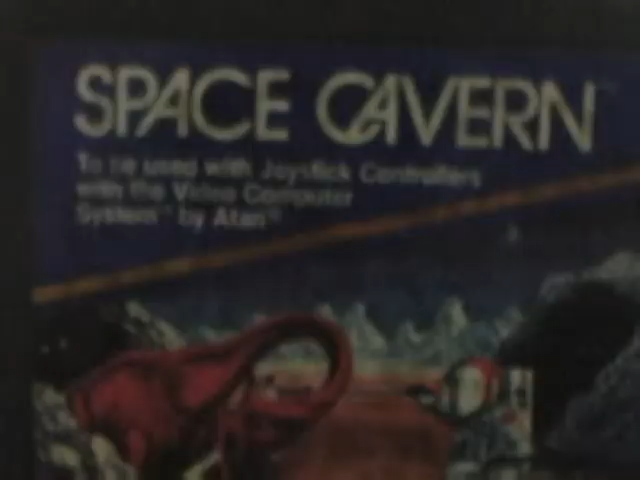 SPACE CAVERN
To be used with Joystick Controllers
with the Video Computer
System™ by Atari®